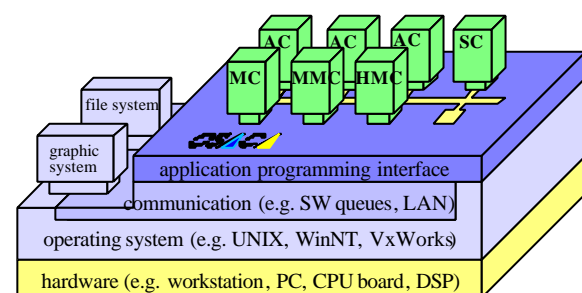 AC AC AC SC
MC MMC HMC
file system
graphic
system
application programming interface
communication (e.g. SW queues, LAN)
operating system (e.g. UNIX, WinNT, VxWorks)
hardware (e.g. workstation, PC, CPU board, DSP)